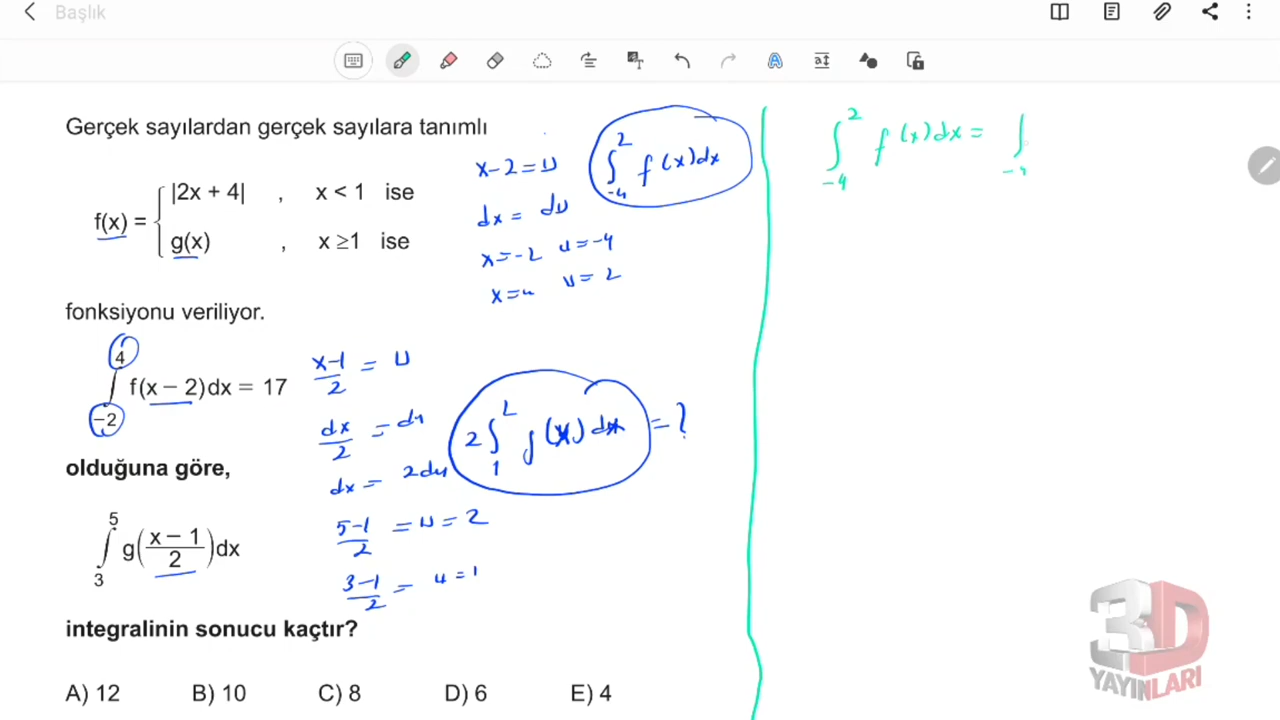 Başlık
Gerçek sayılardan gerçek sayılara tanımlı
f(x) = { |2x + 4| , x < 1 ise
g(x) , x ≥1 ise
fonksiyonu veriliyor.
∫_{-2}^{4} f(x − 2)dx = 17
olduğuna göre,
∫_{3}^{5} g((x − 1)/2)dx
integralinin sonucu kaçtır?
A) 12 B) 10 C) 8 D) 6 E) 4
x-2=u
dx = du
x=-2 u=-4
x=4 u=2
∫_{-4}^{2} f(x)dx
(x-1)/2 = u
dx/2 = du
dx = 2du
(5-1)/2 = u = 2
(3-1)/2 = u=1
2∫_{1}^{2} g(x)dx = ?
∫_{-4}^{2} f(x)dx = ∫_{-4}
3D
YAYINLARI